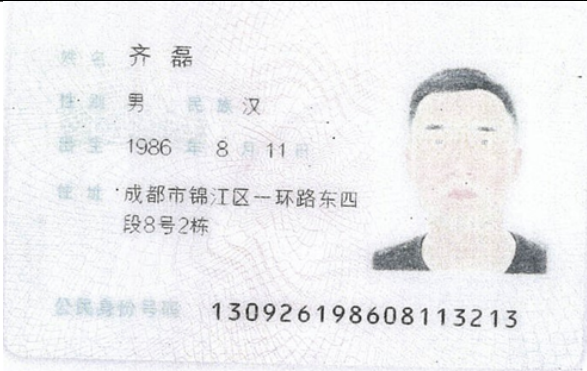 姓名 齐磊
性别 男 民族 汉
出生 1986 年 8 月 11 日
住址 成都市锦江区一环路东四
段8号2栋
公民身份号码 130926198608113213